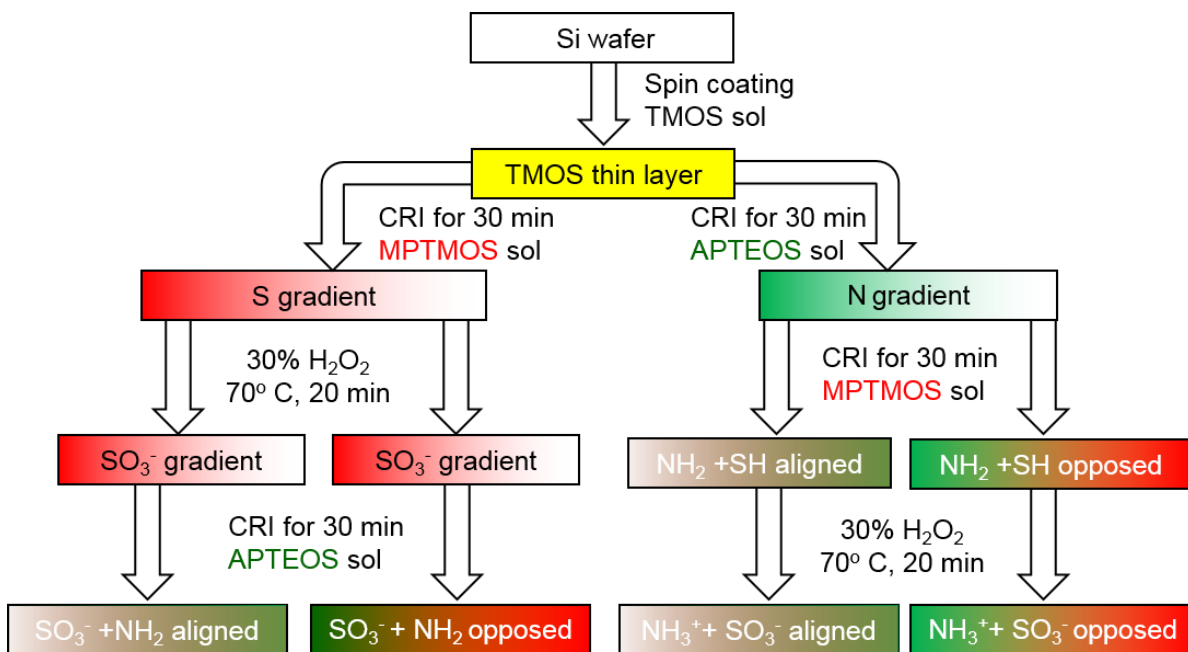 Si wafer
Spin coating
TMOS sol
TMOS thin layer
CRI for 30 min
MPTMOS sol
CRI for 30 min
APTEOS sol
S gradient
N gradient
30% H₂O₂
70º C, 20 min
CRI for 30 min
MPTMOS sol
SO₃⁻ gradient
SO₃⁻ gradient
NH₂ +SH aligned
NH₂ +SH opposed
CRI for 30 min
APTEOS sol
30% H₂O₂
70º C, 20 min
SO₃⁻ +NH₂ aligned
SO₃⁻ + NH₂ opposed
NH₃⁺+ SO₃⁻ aligned
NH₃⁺+ SO₃⁻ opposed